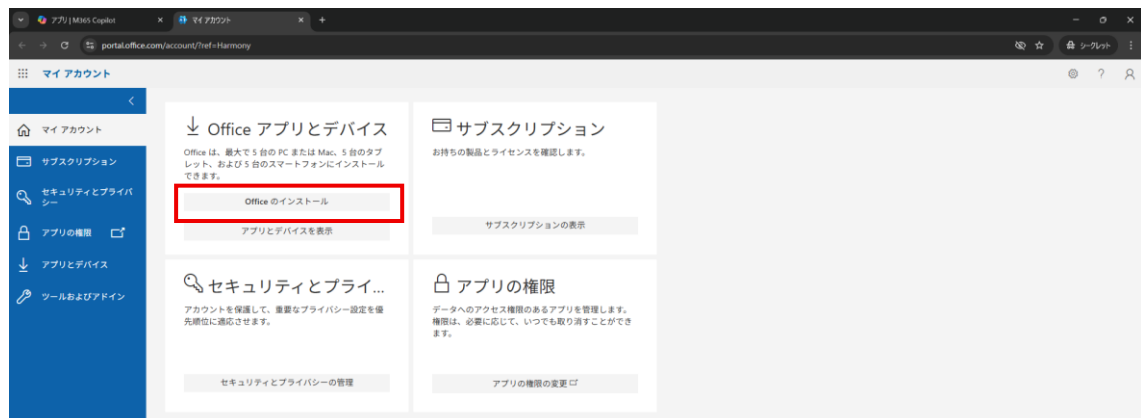 アプリ | M365 Copilot
マイ アカウント
portal.office.com/account/?ref=Harmony
シークレット
マイ アカウント
マイ アカウント
サブスクリプション
セキュリティとプライバ
シー
アプリの権限
アプリとデバイス
ツールおよびアドイン
Office アプリとデバイス
Office は、最大で 5 台の PC または Mac、5 台のタブ
レット、および 5 台のスマートフォンにインストール
できます。
Office のインストール
アプリとデバイスを表示
サブスクリプション
お持ちの製品とライセンスを確認します。
サブスクリプションの表示
セキュリティとプライ...
アカウントを保護して、重要なプライバシー設定を優
先順位に適応させます。
セキュリティとプライバシーの管理
アプリの権限
データへのアクセス権限のあるアプリを管理します。
権限は、必要に応じて、いつでも取り消すことができ
ます。
アプリの権限の変更